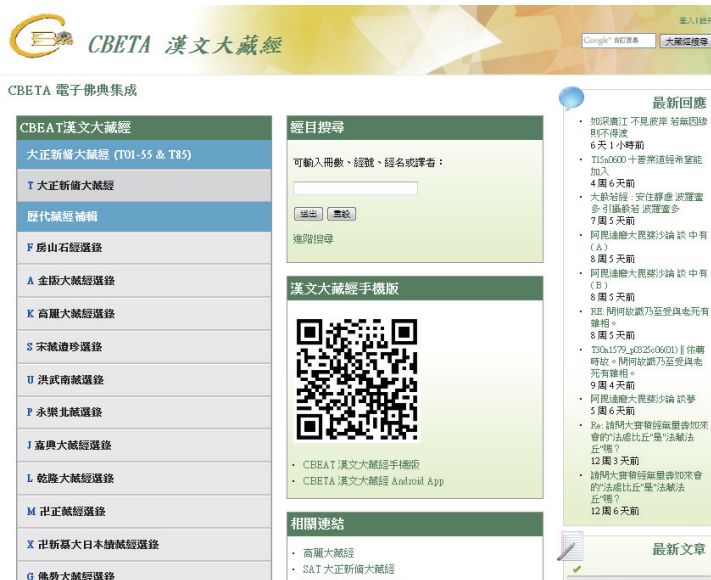 CBETA 漢文大藏經
登入 | 註
Google™ 自訂搜尋
大藏經搜尋
CBETA 電子佛典集成
CBEAT漢文大藏經
大正新脩大藏經 (T01-55 & T85)
T 大正新脩大藏經
歷代藏經補輯
F 房山石經選錄
A 金版大藏經選錄
K 高麗大藏經選錄
S 宋藏遺珍選錄
U 洪武南藏選錄
P 永樂北藏選錄
J 嘉興大藏經選錄
L 乾隆大藏經選錄
M 卍正藏經選錄
X 卍新纂大日本續藏經選錄
G 佛教大藏經選錄
經目搜尋
可輸入冊數、經號、經名或譯者：
送出
重設
進階搜尋
漢文大藏經手機版
CBEAT 漢文大藏經手機版
CBETA 漢文大藏經 Android App
相關連結
高麗大藏經
SAT 大正新脩大藏經
最新回應
如深廣江 不見彼岸 若無因緣
則不得渡
6天 1小時前
T15n0600 十善業道經希望能
加入
4周 6天前
大般若經 : 安住靜慮 波羅蜜
多 引攝般若 波羅蜜多
7周 5天前
阿毘達磨大毘婆沙論 談 中有
( A )
8周 5天前
阿毘達磨大毘婆沙論 談 中有
( B )
8周 5天前
RE: 問何故識乃至受與老死有
雜相。
8周 5天前
T30n1579_p0325c06(01)║依轉
時故。問何故識乃至受與老
死有雜相。
9周 4天前
阿毘達磨大毘婆沙論 談夢
5周 6天前
Re: 請問大寶積經無量壽如來
會的"法處比丘"是"法藏法
丘"嗎？
12周 3天前
請問大寶積經無量壽如來會
的"法處比丘"是"法藏法
丘"嗎？
12周 6天前
最新文章